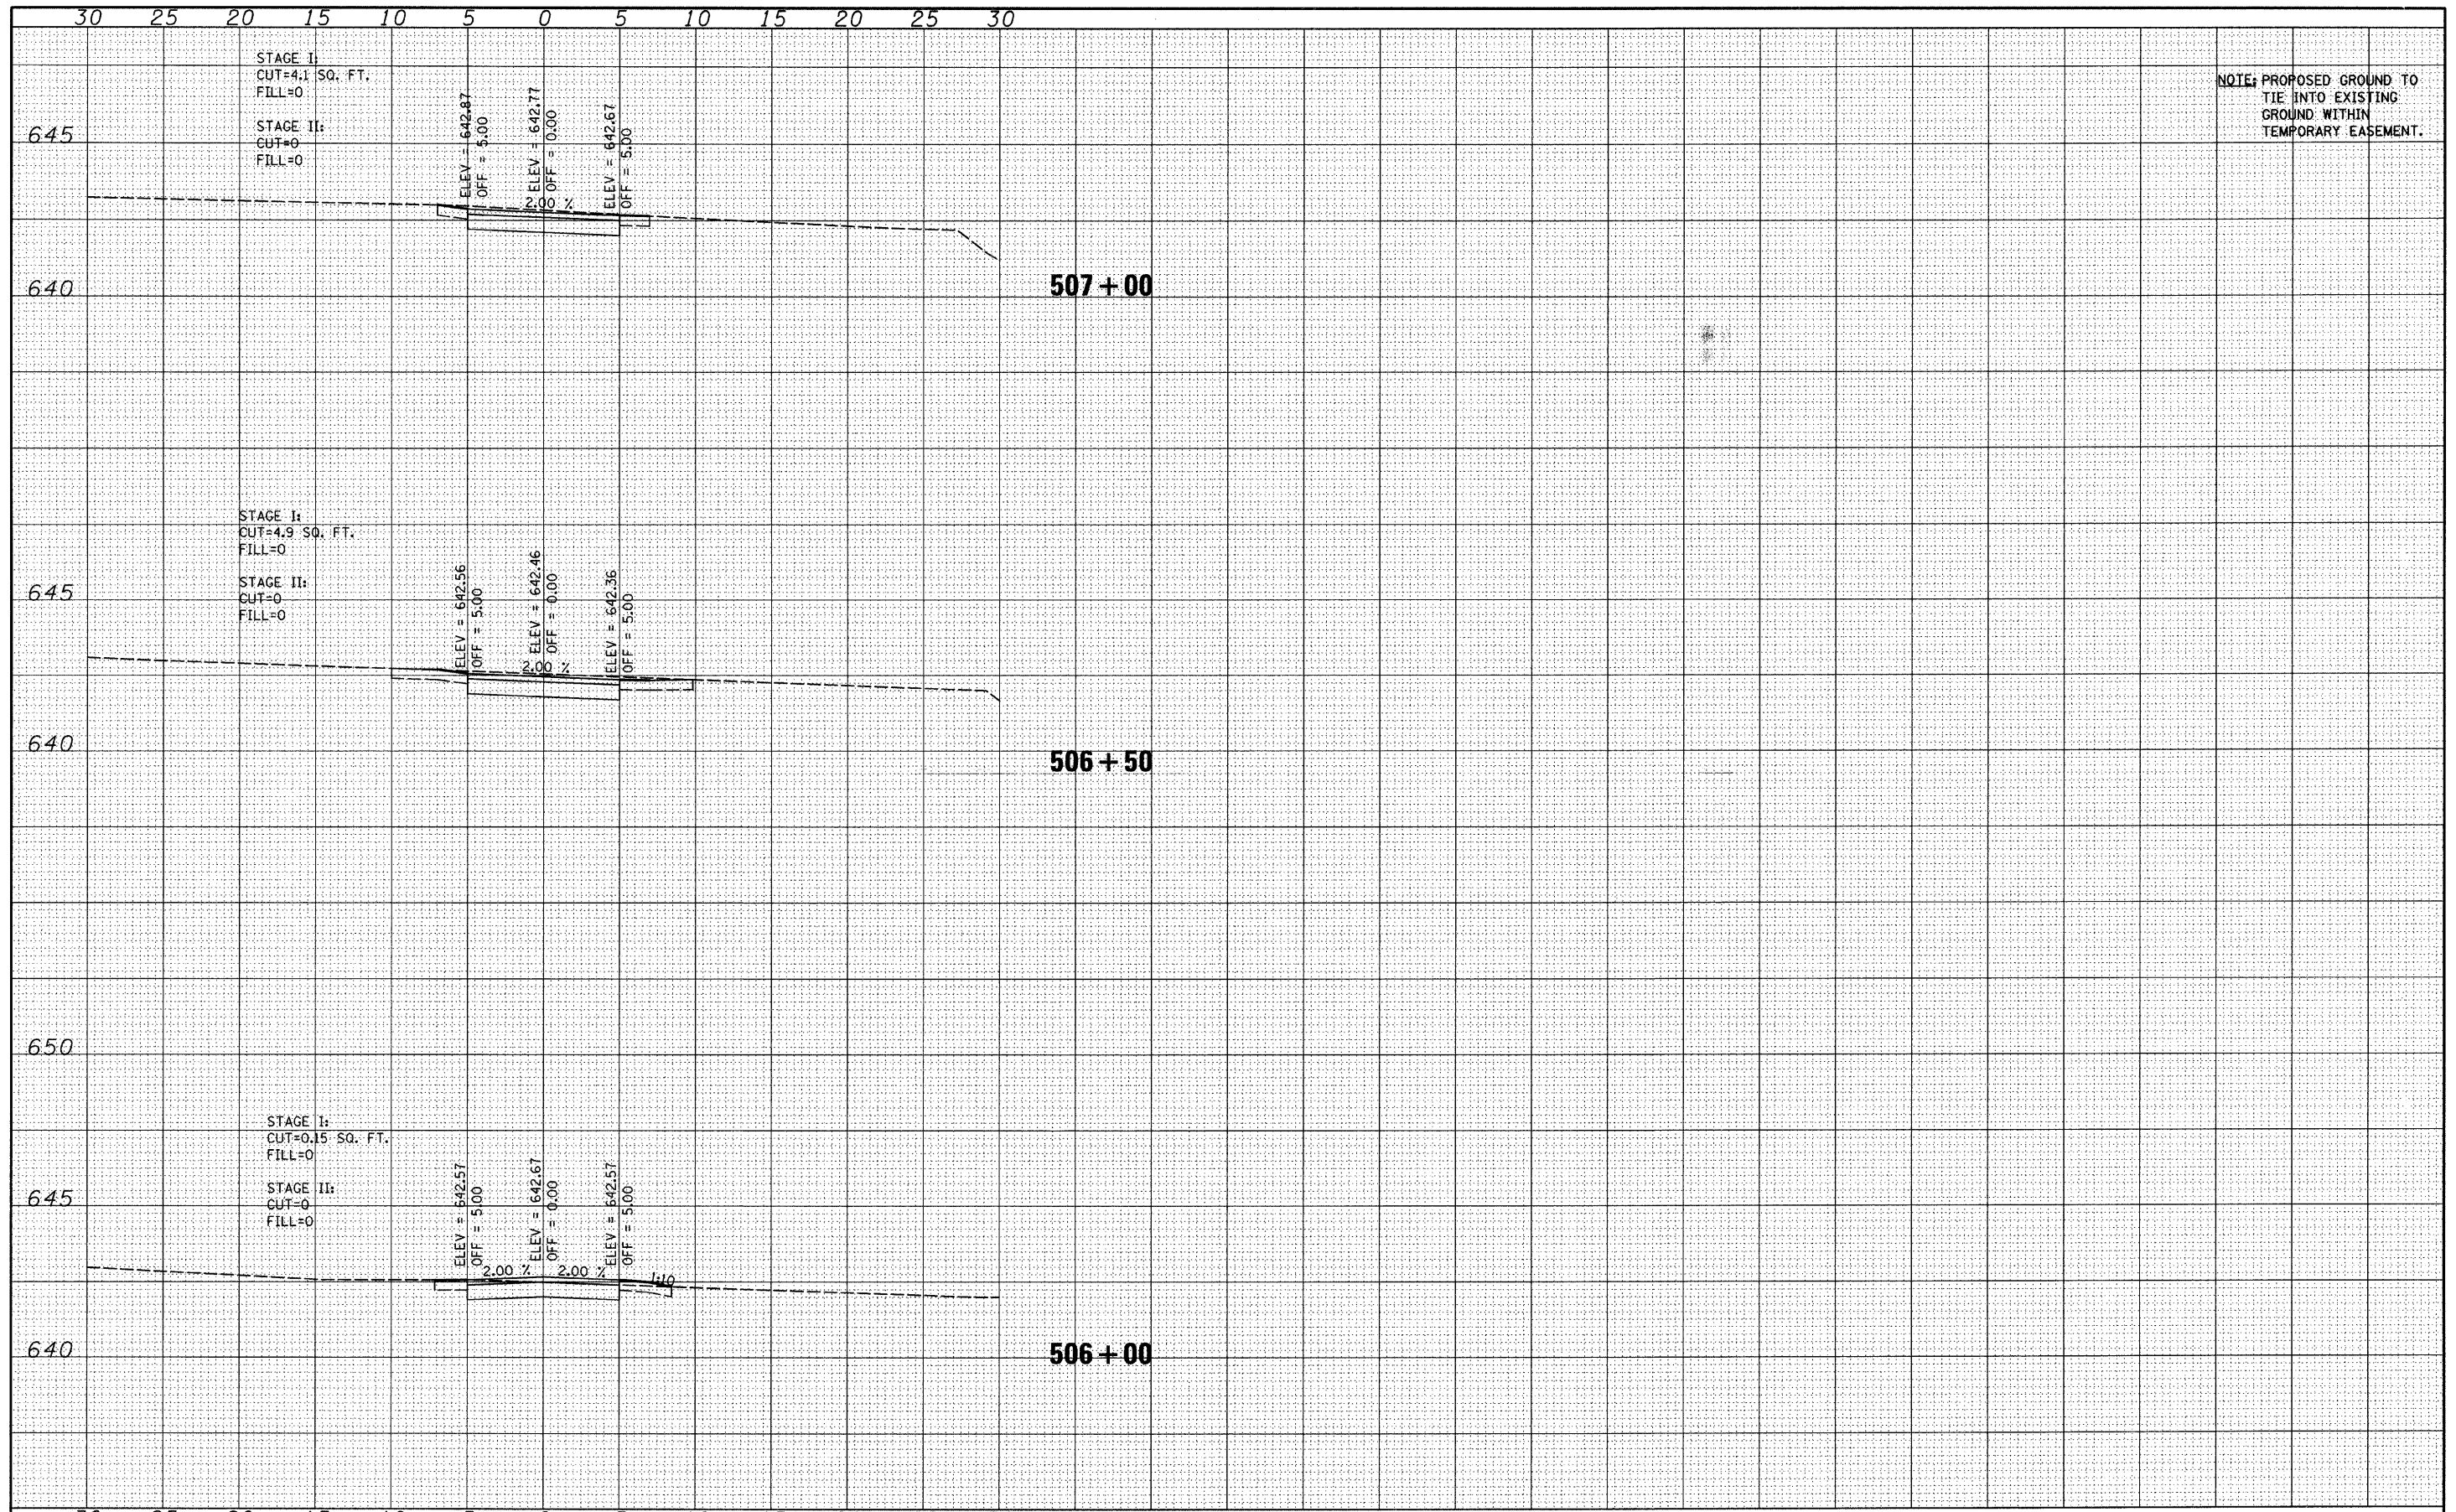 30 25 20 15 10 5 0 5 10 15 20 25 30
STAGE I:
CUT=4.1 SQ. FT.
FILL=0
STAGE II:
CUT=0
FILL=0
ELEV = 642.87
OFF = 5.00
ELEV = 642.77
OFF = 0.00
ELEV = 642.67
OFF = 5.00
2.00 %
NOTE: PROPOSED GROUND TO
TIE INTO EXISTING
GROUND WITHIN
TEMPORARY EASEMENT.
645
640
507+00
STAGE I:
CUT=4.9 SQ. FT.
FILL=0
STAGE II:
CUT=0
FILL=0
ELEV = 642.56
OFF = 5.00
ELEV = 642.46
OFF = 0.00
ELEV = 642.36
OFF = 5.00
2.00 %
645
640
506+50
650
STAGE I:
CUT=0.15 SQ. FT.
FILL=0
STAGE II:
CUT=0
FILL=0
ELEV = 642.57
OFF = 5.00
ELEV = 642.67
OFF = 0.00
ELEV = 642.57
OFF = 5.00
2.00 % 2.00 %
1:10
645
640
506+00